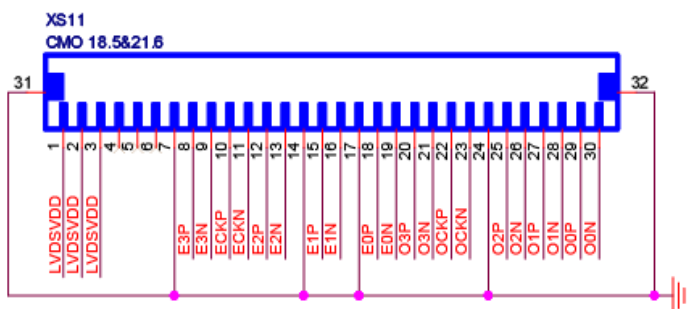 XS11
CMO 18.5&21.6
31
32
1 2 3 4 5 6 7 8 9 10 11 12 13 14 15 16 17 18 19 20 21 22 23 24 25 26 27 28 29 30
LVDSVDD
LVDSVDD
LVDSVDD
E3P
E3N
ECKP
ECKN
E2P
E2N
E1P
E1N
E0P
E0N
O3P
O3N
OCKP
OCKN
O2P
O2N
O1P
O1N
O0P
O0N